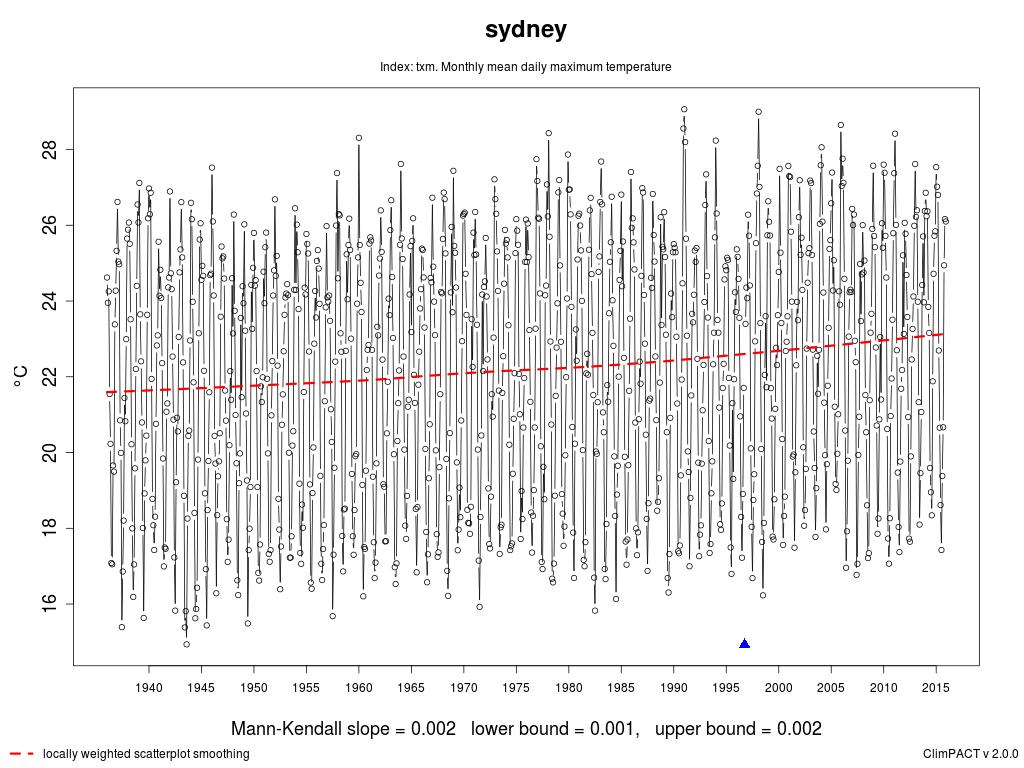 sydney
Index: txm. Monthly mean daily maximum temperature
28
26
24
22
20
18
16
°C
1940 1945 1950 1955 1960 1965 1970 1975 1980 1985 1990 1995 2000 2005 2010 2015
Mann-Kendall slope = 0.002 lower bound = 0.001, upper bound = 0.002
locally weighted scatterplot smoothing
ClimPACT v 2.0.0